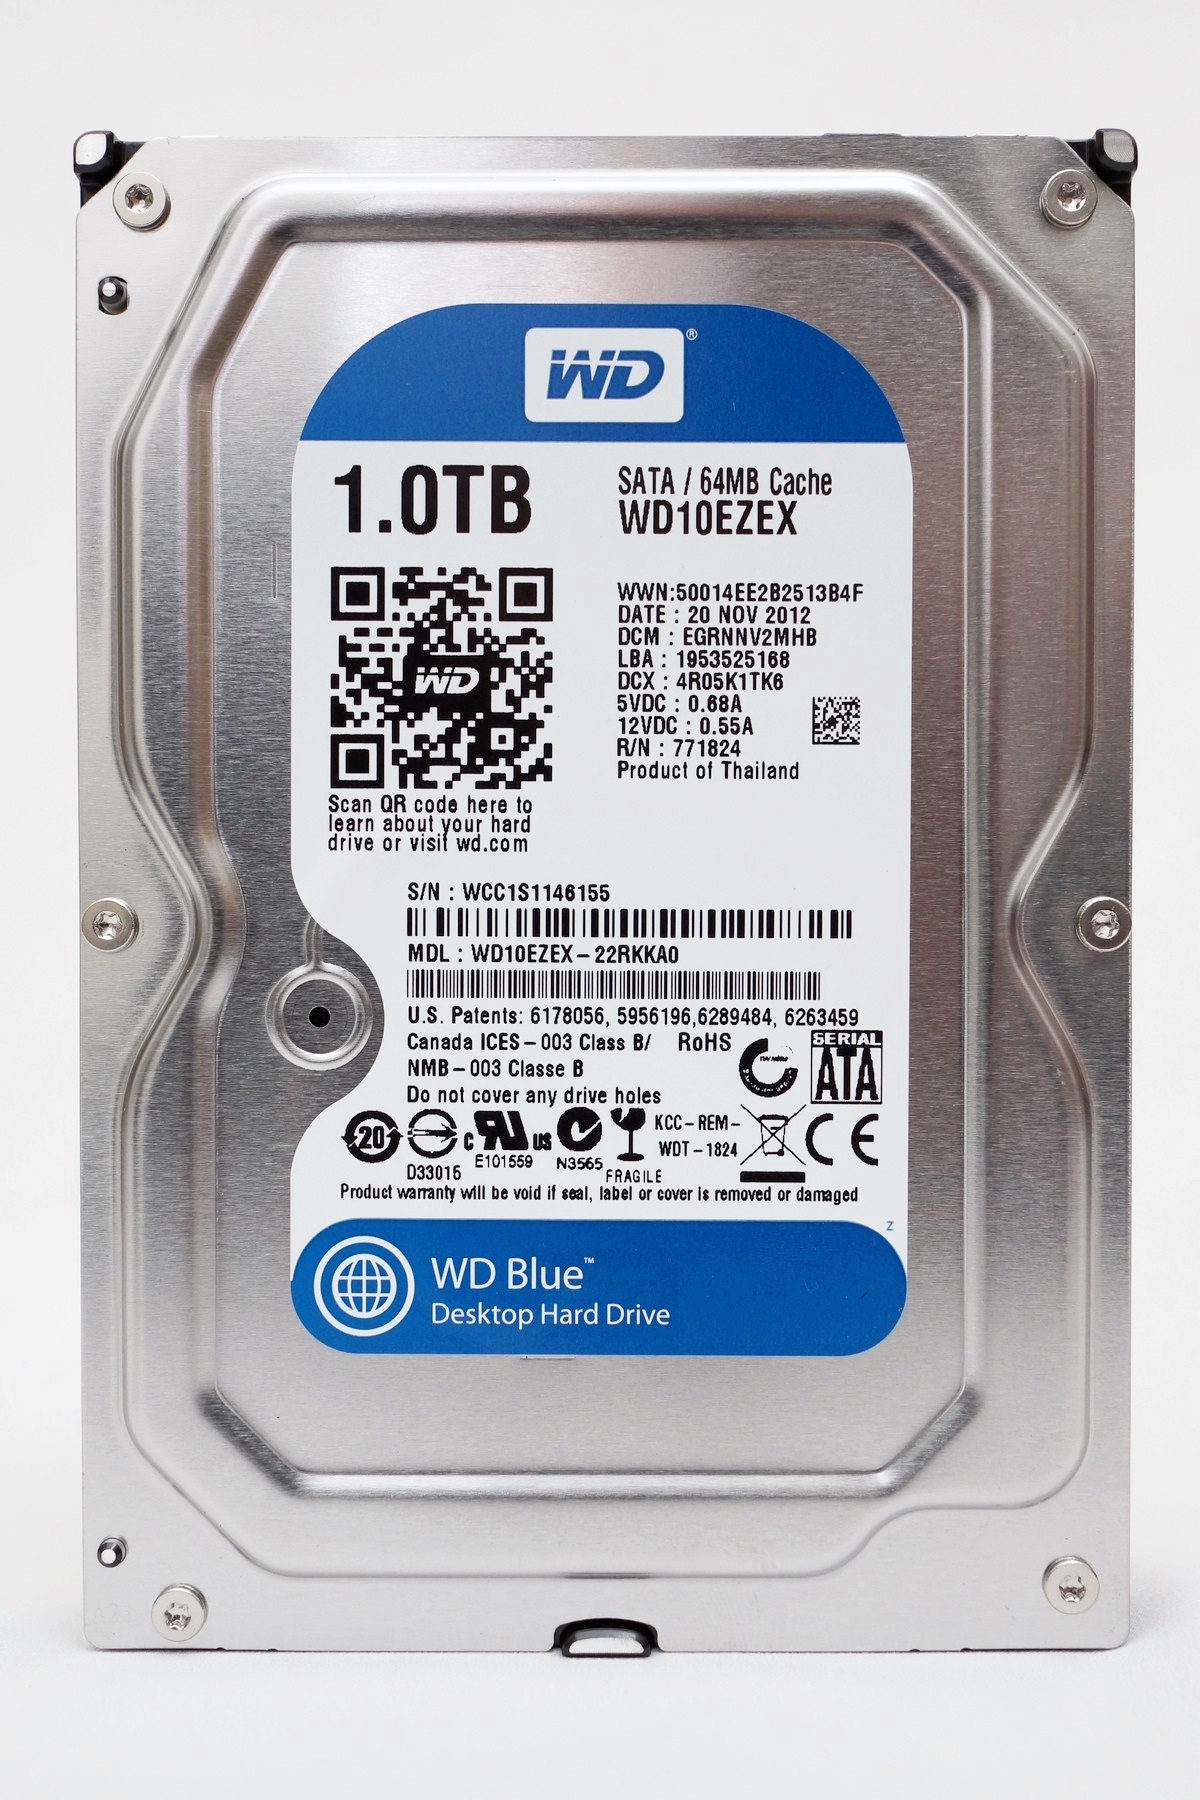 WD®
1.0TB
SATA / 64MB Cache
WD10EZEX
WD
Scan QR code here to
learn about your hard
drive or visit wd.com
WWN:50014EE2B2513B4F
DATE : 20 NOV 2012
DCM : EGRNNV2MHB
LBA : 1953525168
DCX : 4R05K1TK6
5VDC : 0.68A
12VDC : 0.55A
R/N : 771824
Product of Thailand
S/N : WCC1S1146155
MDL : WD10EZEX-22RKKA0
U.S. Patents: 6178056, 5956196,6289484, 6263459
Canada ICES-003 Class B/ RoHS
NMB-003 Classe B
SERIAL
ATA
Do not cover any drive holes
20
D33016
c US
E101559
N3565
FRAGILE
KCC-REM-
WDT-1824
CE
Product warranty will be void if seal, label or cover is removed or damaged
Z
WD Blue™
Desktop Hard Drive